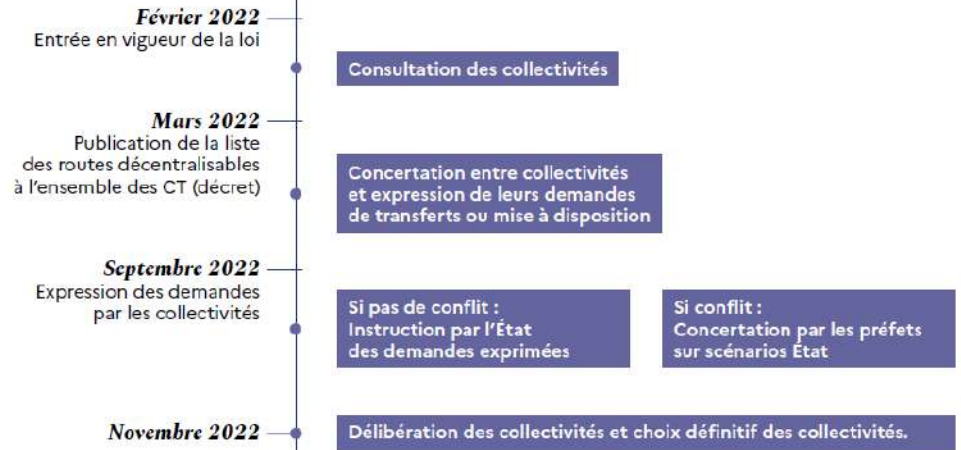 Février 2022
Entrée en vigueur de la loi
Consultation des collectivités
Mars 2022
Publication de la liste
des routes décentralisables
à l'ensemble des CT (décret)
Concertation entre collectivités
et expression de leurs demandes
de transferts ou mise à disposition
Septembre 2022
Expression des demandes
par les collectivités
Si pas de conflit :
Instruction par l'État
des demandes exprimées
Si conflit :
Concertation par les préfets
sur scénarios État
Novembre 2022
Délibération des collectivités et choix définitif des collectivités.